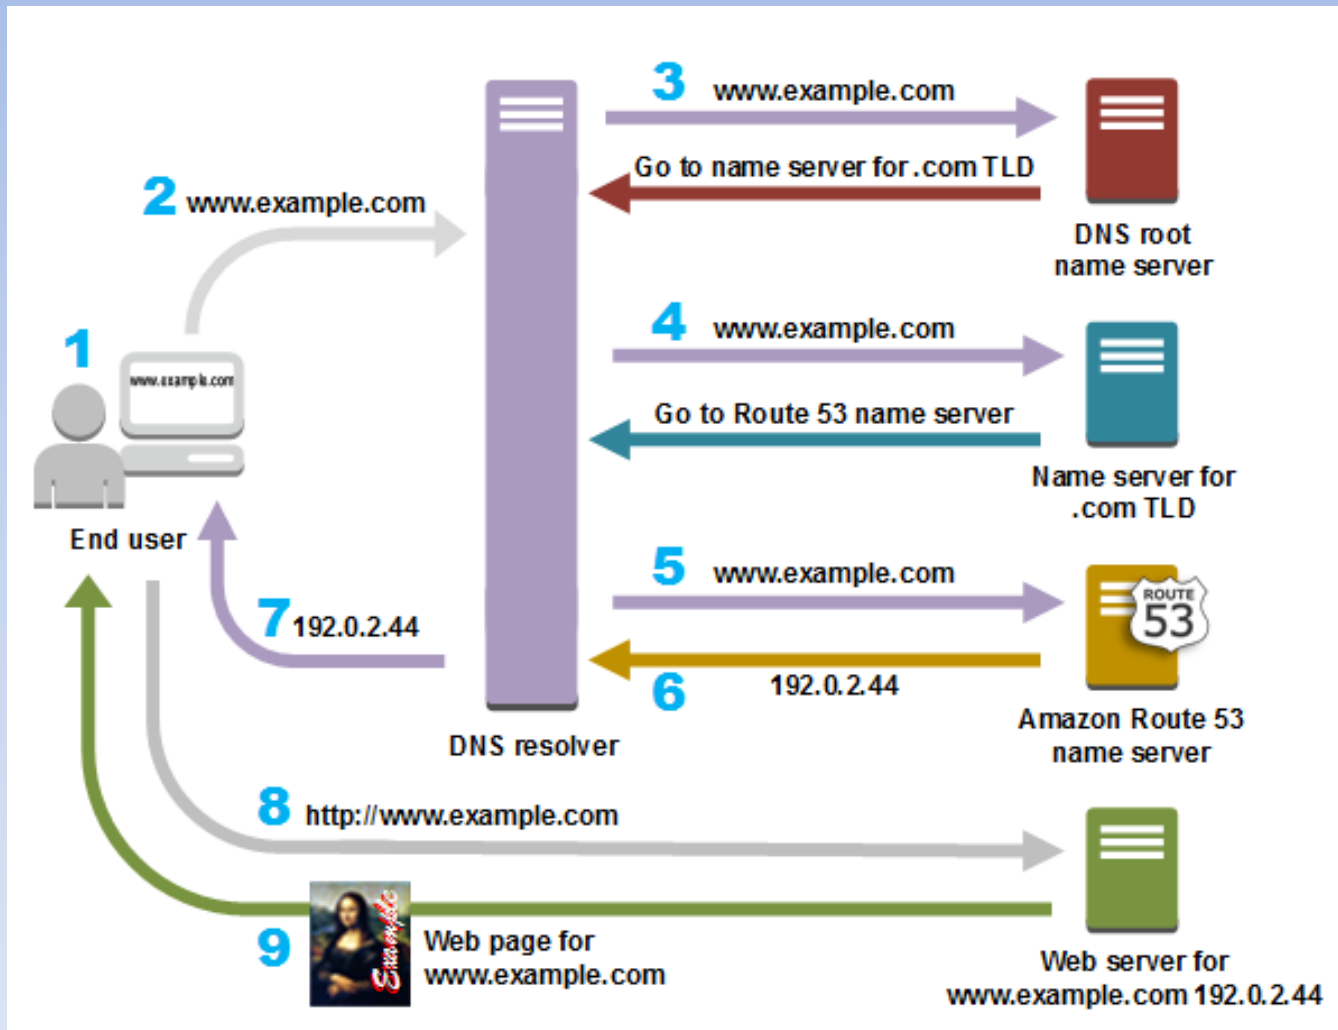 3 www.example.com
Go to name server for .com TLD
DNS root
name server
2 www.example.com
1
www.example.com
End user
4 www.example.com
Go to Route 53 name server
Name server for
.com TLD
5 www.example.com
ROUTE
53
6 192.0.2.44
Amazon Route 53
name server
7 192.0.2.44
DNS resolver
8 http://www.example.com
9
Example
Web page for
www.example.com
Web server for
www.example.com 192.0.2.44